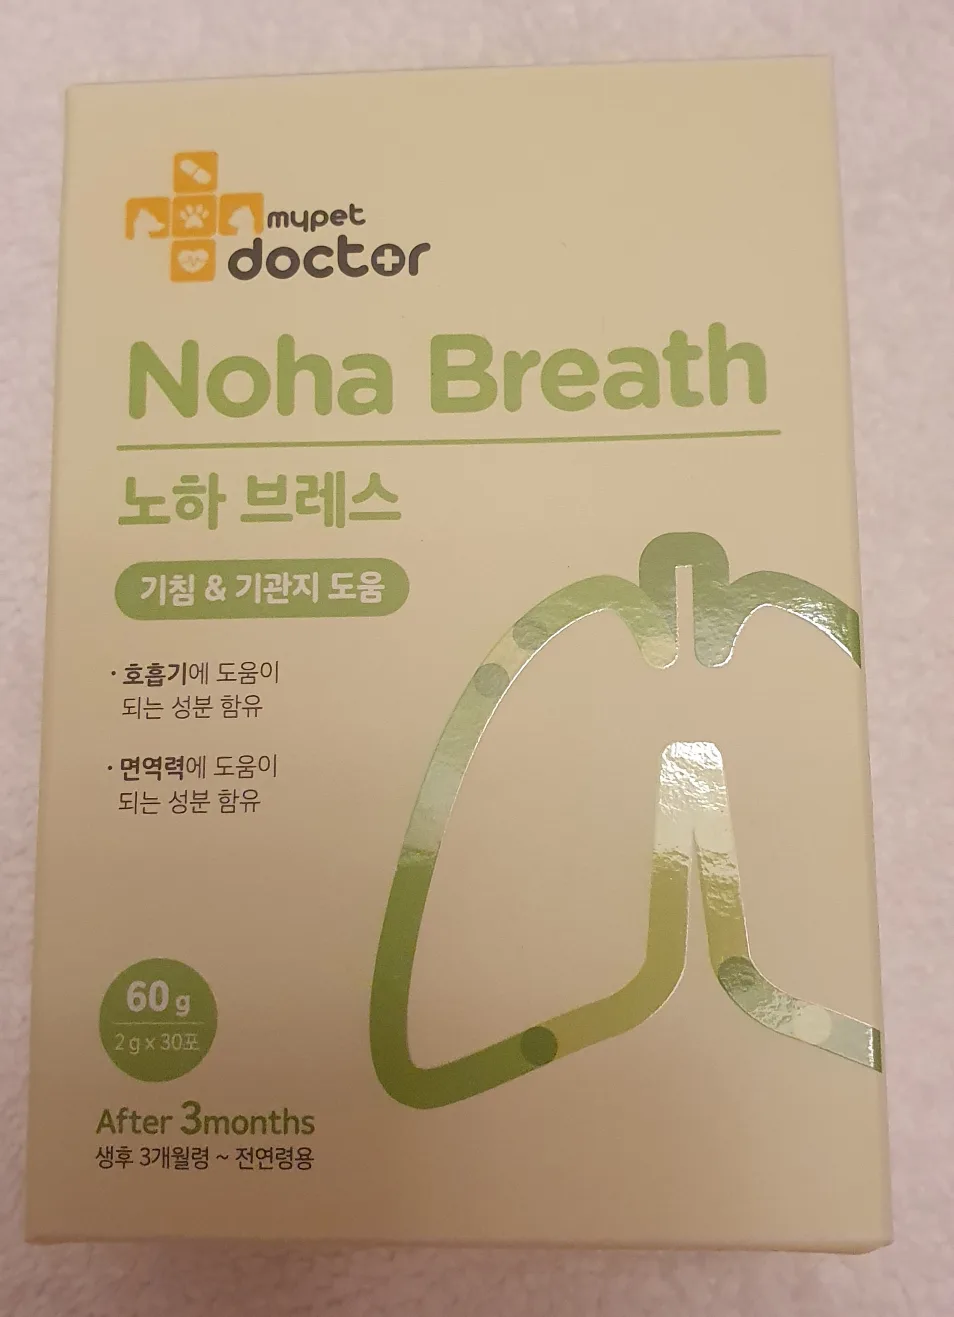 mypet
doctor
Noha Breath
노하 브레스
기침 & 기관지 도움
· 호흡기에 도움이
되는 성분 함유
· 면역력에 도움이
되는 성분 함유
60 g
2 g x 30포
After 3months
생후 3개월령 ~ 전연령용